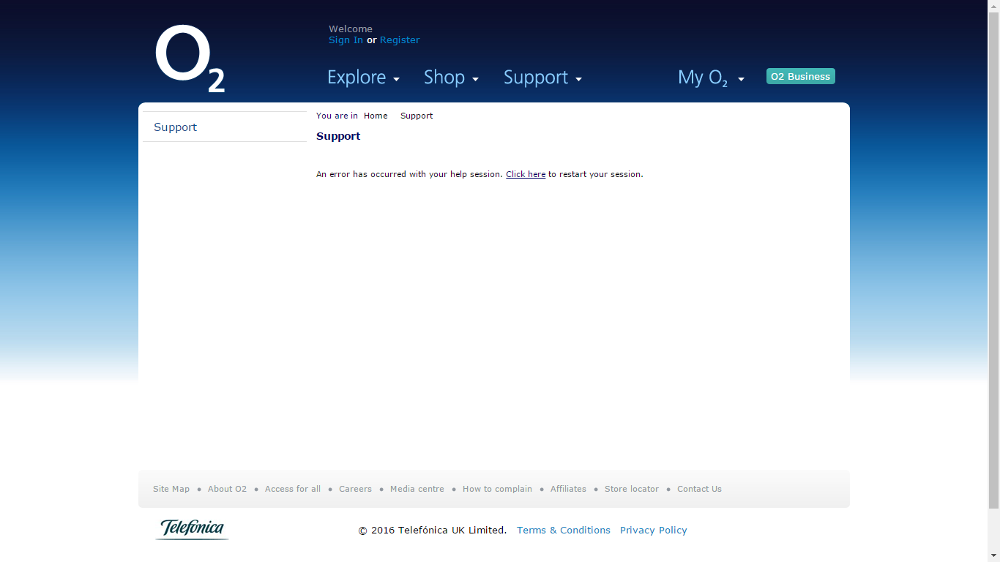 O2
Welcome
Sign In or Register
Explore Shop Support My O2 O2 Business
Support
You are in Home Support
Support
An error has occurred with your help session. Click here to restart your session.
Site Map • About O2 • Access for all • Careers • Media centre • How to complain • Affiliates • Store locator • Contact Us
Telefónica
© 2016 Telefónica UK Limited. Terms & Conditions Privacy Policy